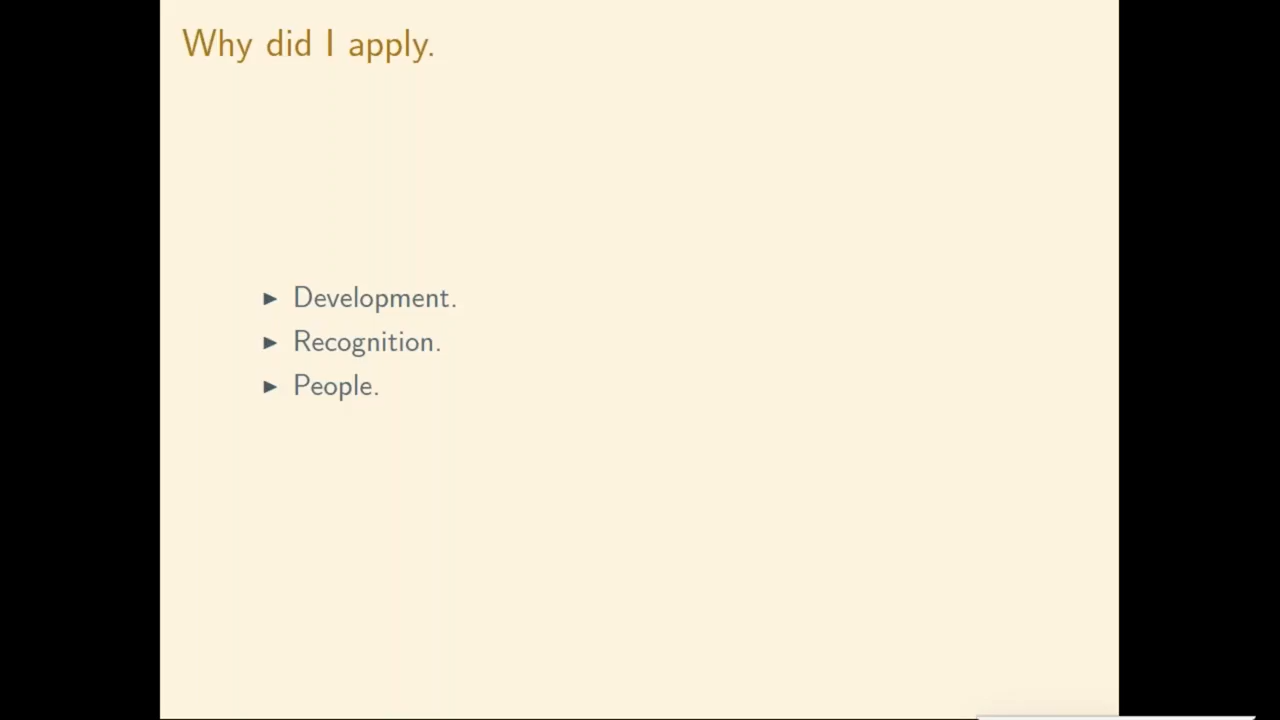 Why did I apply.
▶ Development.
▶ Recognition.
▶ People.